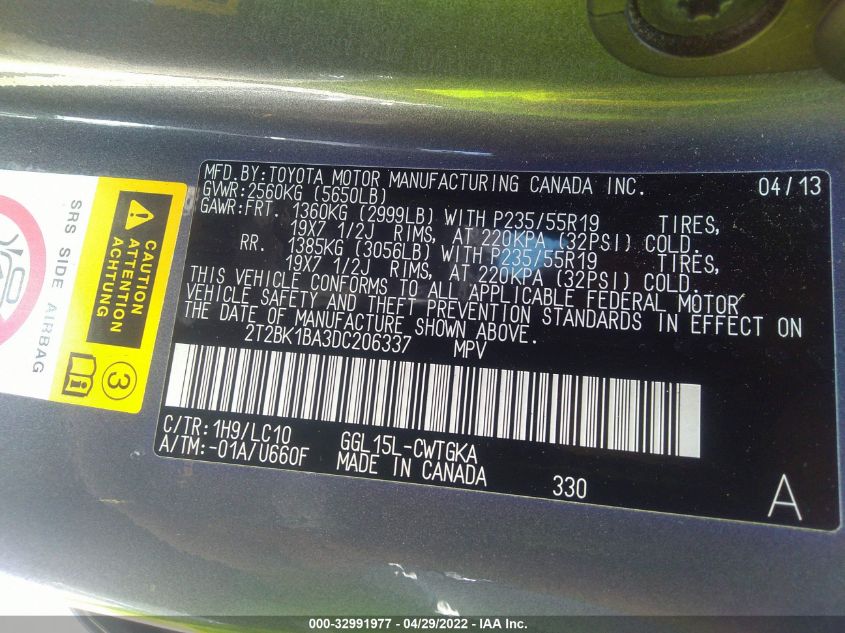 MFD.BY:TOYOTA MOTOR MANUFACTURING CANADA INC. 04/13
GVWR:2560KG (5650LB)
GAWR:FRT. 1360KG (2999LB) WITH P235/55R19 TIRES,
19X7 1/2J RIMS, AT 220KPA (32PSI) COLD.
RR. 1385KG (3056LB) WITH P235/55R19 TIRES,
19X7 1/2J RIMS, AT 220KPA (32PSI) COLD.
THIS VEHICLE CONFORMS TO ALL APPLICABLE FEDERAL MOTOR
VEHICLE SAFETY AND THEFT PREVENTION STANDARDS IN EFFECT ON
THE DATE OF MANUFACTURE SHOWN ABOVE.
2T2BK1BA3DC206337 MPV
C/TR:1H9/LC10 GGL15L-CWTGKA
A/TM:-01A/U660F MADE IN CANADA 330 A
SRS SIDE AIRBAG
CAUTION
ATTENTION
ACHTUNG
3
000-32991977 - 04/29/2022 - IAA Inc.